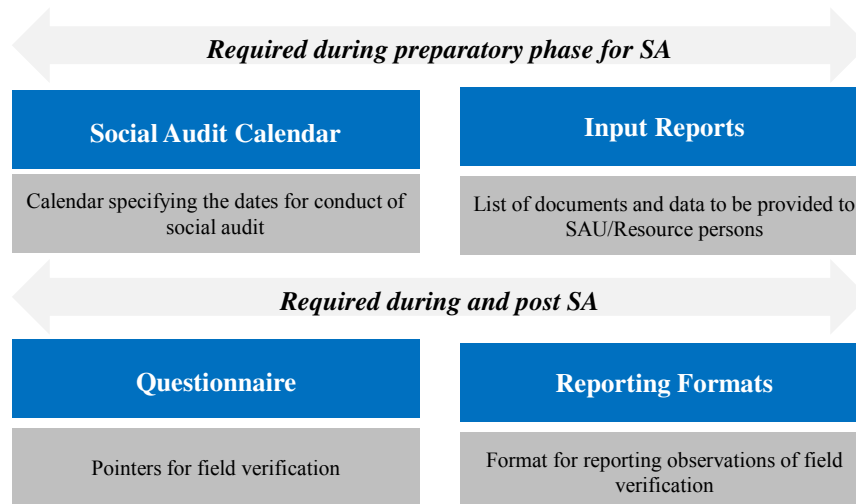 Required during preparatory phase for SA
Social Audit Calendar
Input Reports
Calendar specifying the dates for conduct of
social audit
List of documents and data to be provided to
SAU/Resource persons
Required during and post SA
Questionnaire
Reporting Formats
Pointers for field verification
Format for reporting observations of field
verification